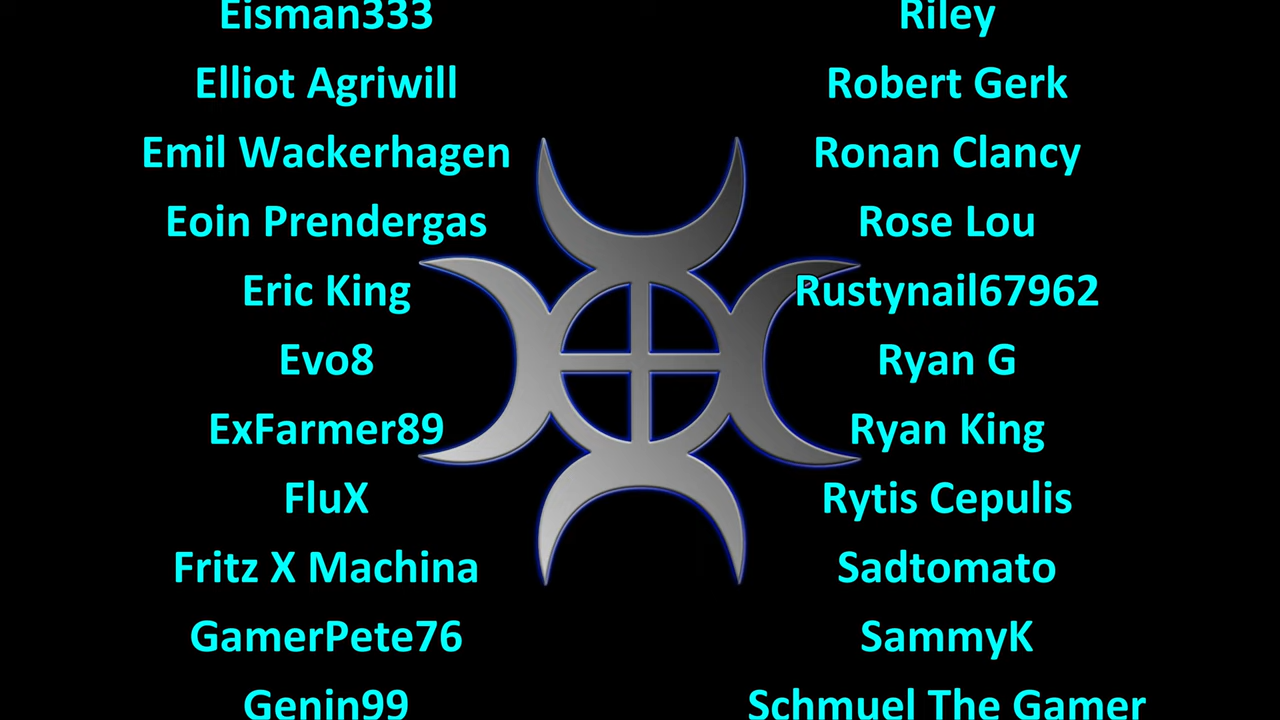 Eisman333
Elliot Agriwill
Emil Wackerhagen
Eoin Prendergas
Eric King
Evo8
ExFarmer89
FluX
Fritz X Machina
GamerPete76
Genin99
Riley
Robert Gerk
Ronan Clancy
Rose Lou
Rustynail67962
Ryan G
Ryan King
Rytis Cepulis
Sadtomato
SammyK
Schmuel The Gamer